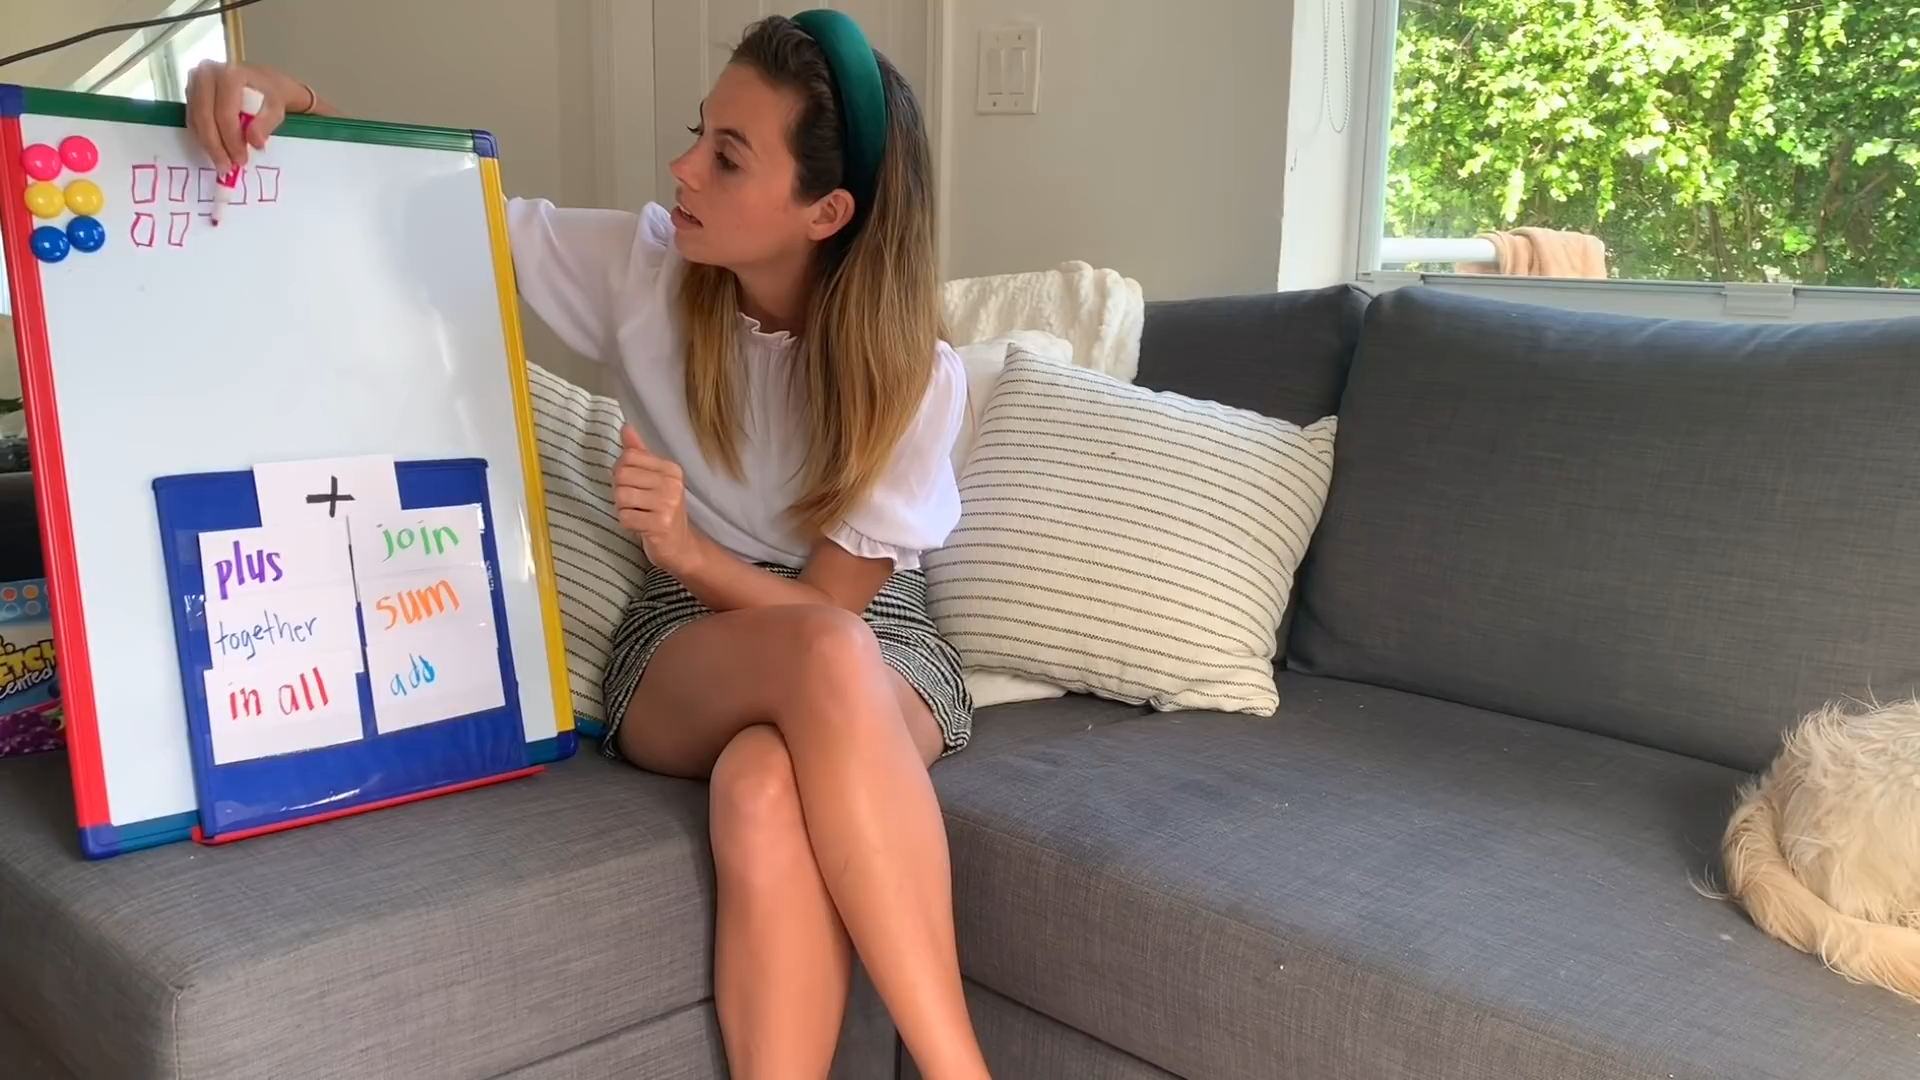 +
plus
together
in all
join
sum
add